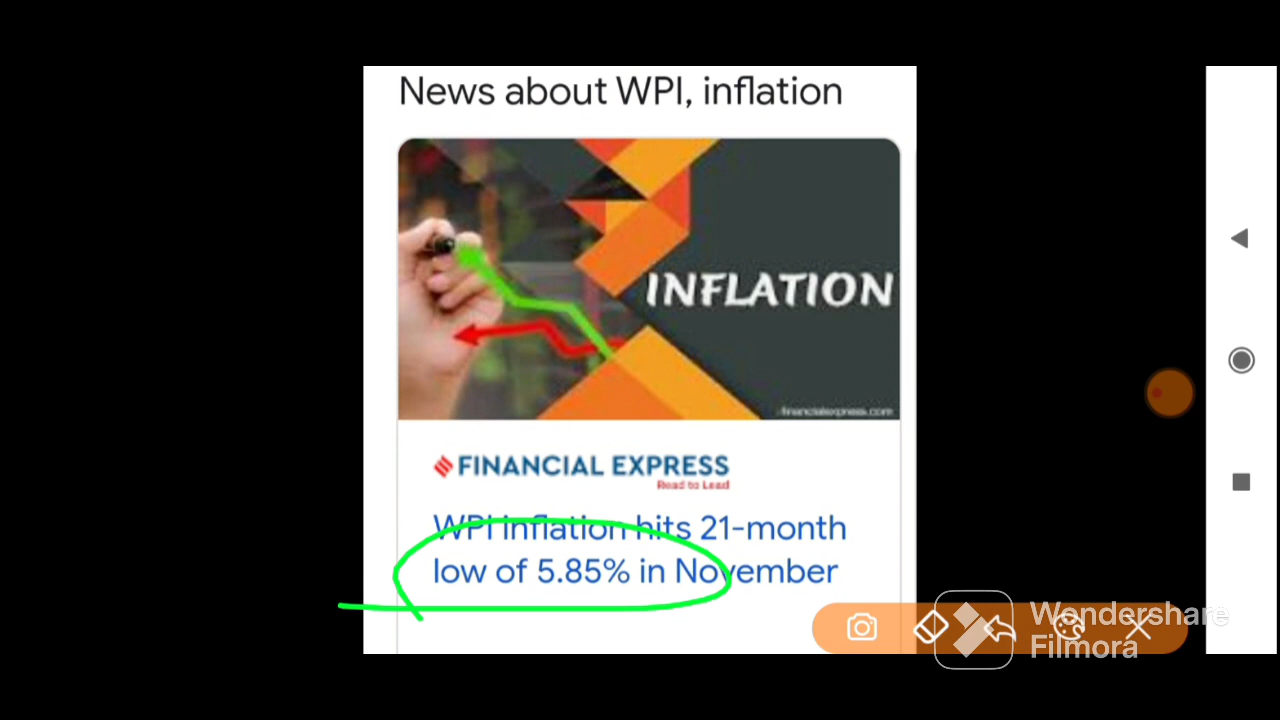 News about WPI, inflation
INFLATION
financialexpress.com
FINANCIAL EXPRESS
Read to Lead
WPI inflation hits 21-month
low of 5.85% in November
Wondershare
Filmora